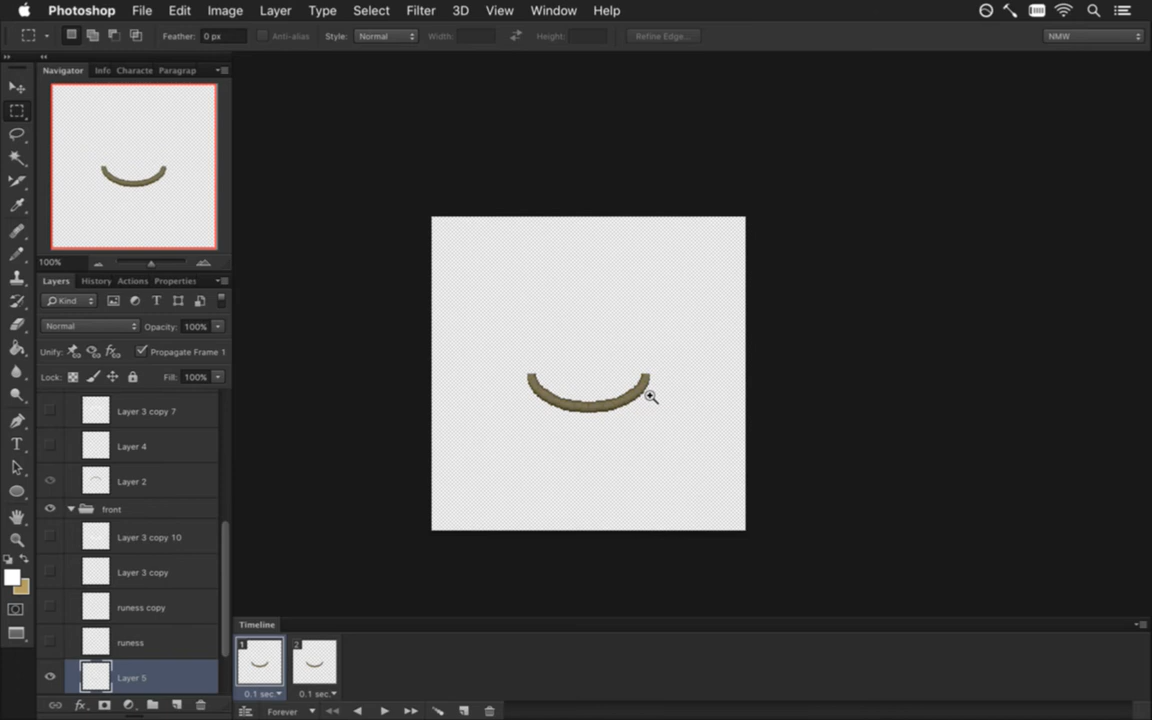 Photoshop File Edit Image Layer Type Select Filter 3D View Window Help
Feather: 0 px Anti-alias Style: Normal Width: Height: Refine Edge... NMW
Navigator Info Characte Paragrap
100%
Layers History Actions Properties
Kind T
Normal Opacity: 100%
Unify: Propagate Frame 1
Lock: Fill: 100%
Layer 3 copy 7
Layer 4
Layer 2
front
Layer 3 copy 10
Layer 3 copy
runess copy
runess
Layer 5
fx
Timeline
1 2
0.1 sec. 0.1 sec.
Forever